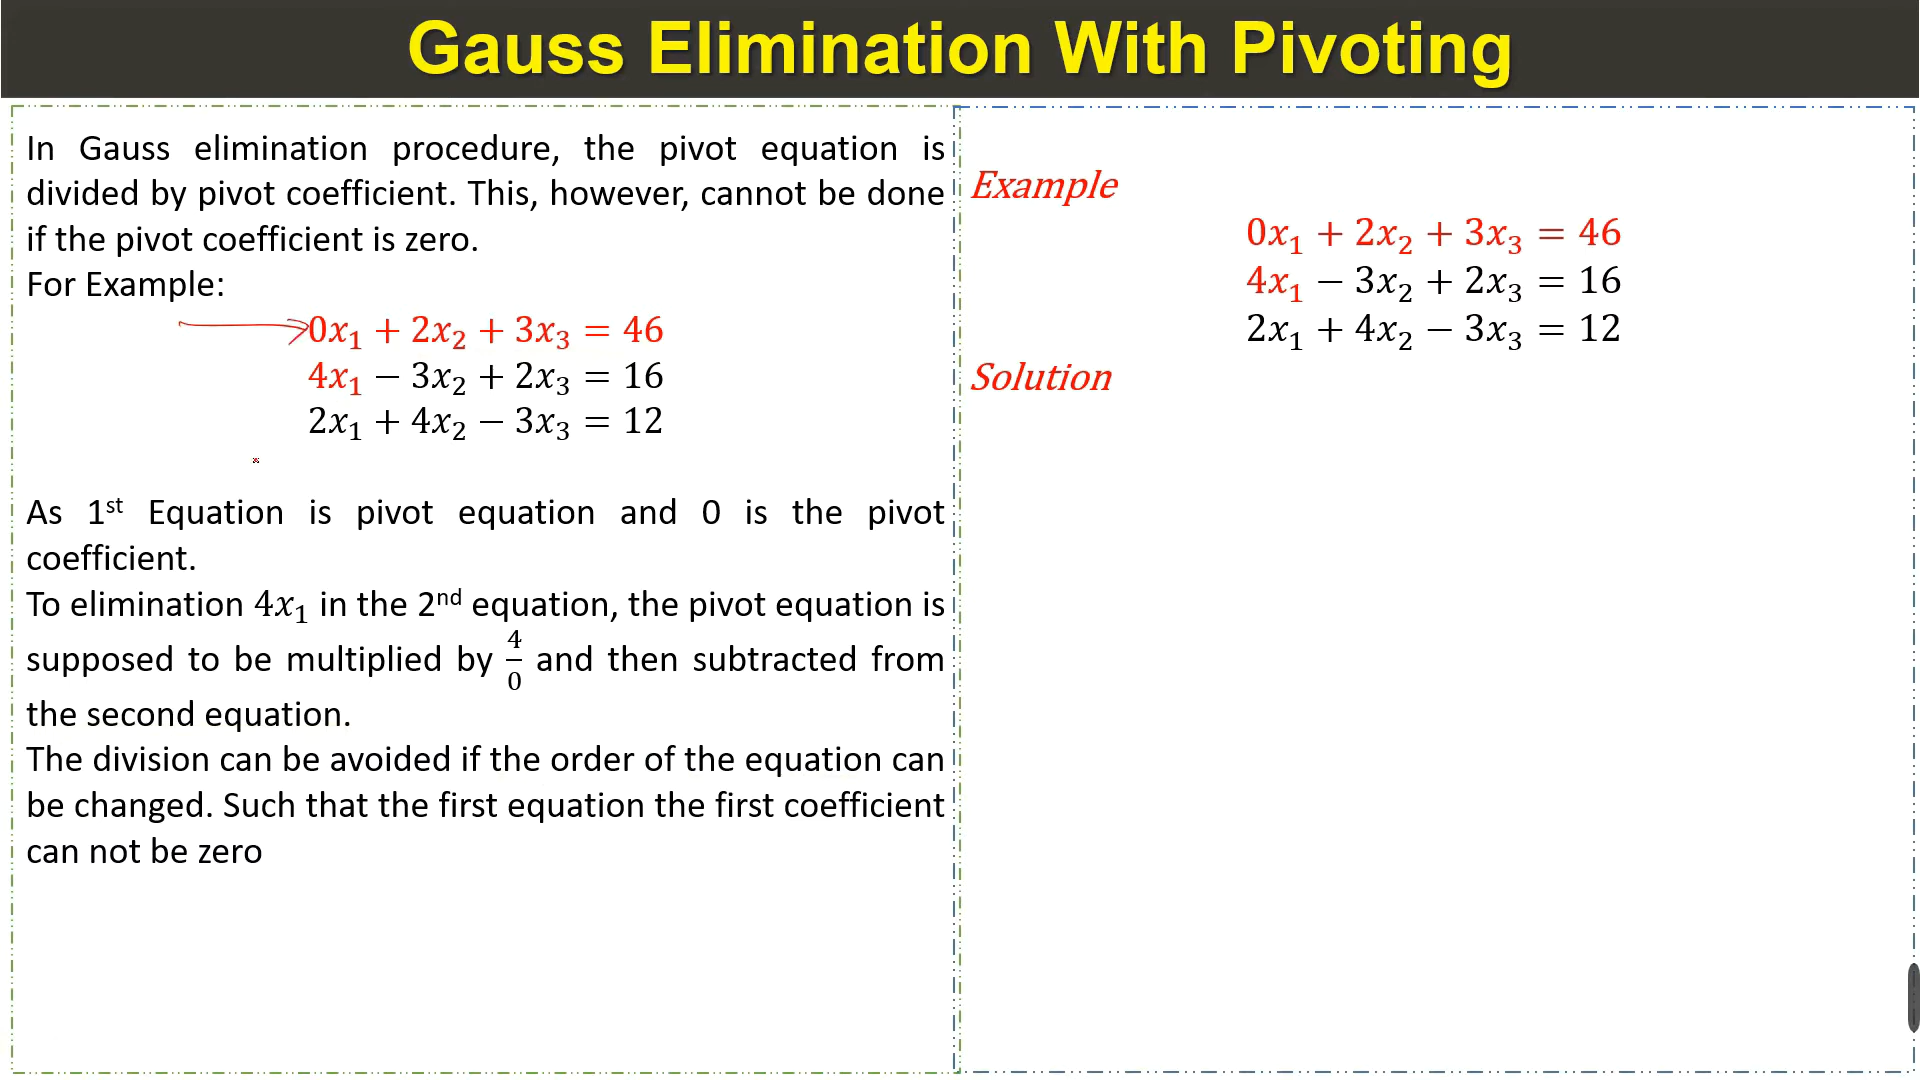 Gauss Elimination With Pivoting
In Gauss elimination procedure, the pivot equation is
divided by pivot coefficient. This, however, cannot be done
if the pivot coefficient is zero.
For Example:
0x₁ + 2x₂ + 3x₃ = 46
4x₁ − 3x₂ + 2x₃ = 16
2x₁ + 4x₂ − 3x₃ = 12
As 1ˢᵗ Equation is pivot equation and 0 is the pivot
coefficient.
To elimination 4x₁ in the 2ⁿᵈ equation, the pivot equation is
supposed to be multiplied by 4/0 and then subtracted from
the second equation.
The division can be avoided if the order of the equation can
be changed. Such that the first equation the first coefficient
can not be zero
Example
0x₁ + 2x₂ + 3x₃ = 46
4x₁ − 3x₂ + 2x₃ = 16
2x₁ + 4x₂ − 3x₃ = 12
Solution